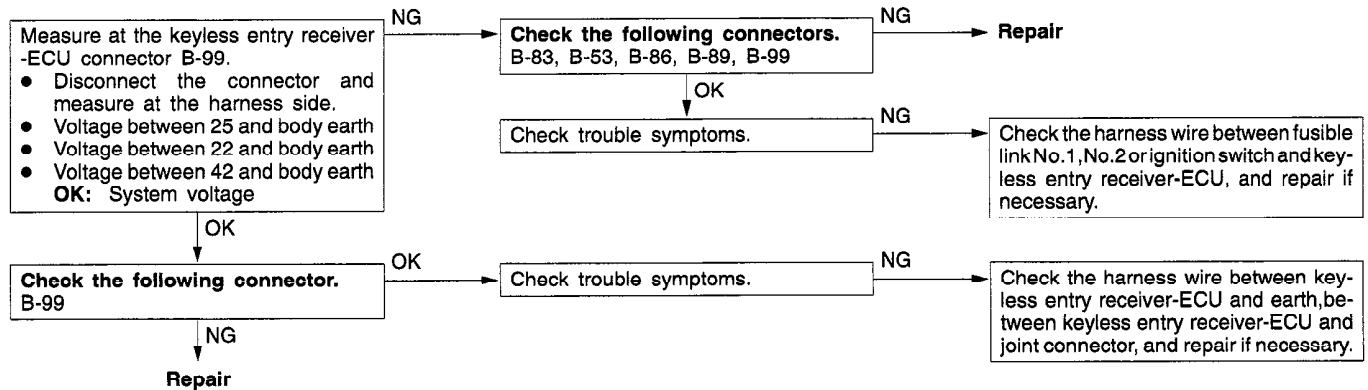 Measure at the keyless entry receiver
-ECU connector B-99.
● Disconnect the connector and
measure at the harness side.
● Voltage between 25 and body earth
● Voltage between 22 and body earth
● Voltage between 42 and body earth
OK: System voltage
NG
Check the following connectors.
B-83, B-53, B-86, B-89, B-99
NG
Repair
OK
Check trouble symptoms.
NG
Check the harness wire between fusible
link No.1, No.2 or ignition switch and key-
less entry receiver-ECU, and repair if
necessary.
OK
Check the following connector.
B-99
OK
Check trouble symptoms.
NG
Check the harness wire between key-
less entry receiver-ECU and earth, be-
tween keyless entry receiver-ECU and
joint connector, and repair if necessary.
NG
Repair